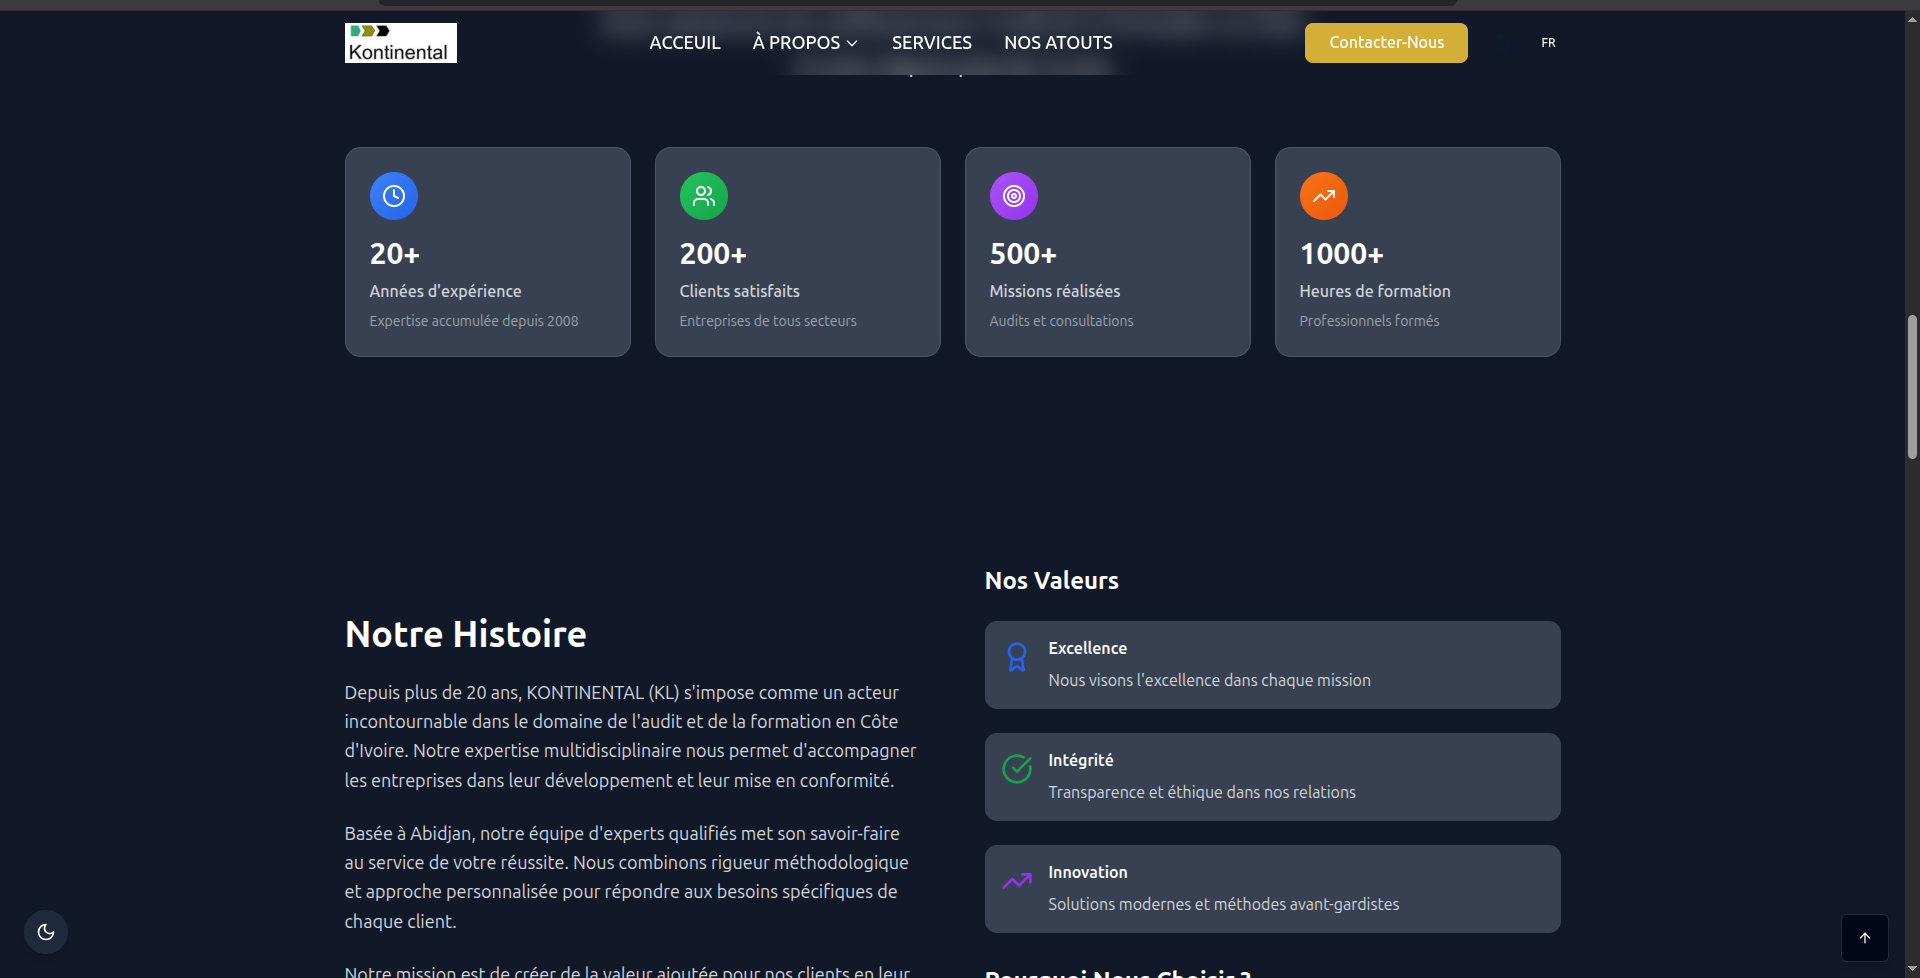 Kontinental
ACCEUIL
À PROPOS
SERVICES
NOS ATOUTS
Contacter-Nous
FR
20+
Années d'expérience
Expertise accumulée depuis 2008
200+
Clients satisfaits
Entreprises de tous secteurs
500+
Missions réalisées
Audits et consultations
1000+
Heures de formation
Professionnels formés
Notre Histoire
Depuis plus de 20 ans, KONTINENTAL (KL) s'impose comme un acteur
incontournable dans le domaine de l'audit et de la formation en Côte
d'Ivoire. Notre expertise multidisciplinaire nous permet d'accompagner
les entreprises dans leur développement et leur mise en conformité.
Basée à Abidjan, notre équipe d'experts qualifiés met son savoir-faire
au service de votre réussite. Nous combinons rigueur méthodologique
et approche personnalisée pour répondre aux besoins spécifiques de
chaque client.
Notre mission est de créer de la valeur ajoutée pour nos clients en leur
Nos Valeurs
Excellence
Nous visons l'excellence dans chaque mission
Intégrité
Transparence et éthique dans nos relations
Innovation
Solutions modernes et méthodes avant-gardistes
Pourquoi Nous Choisir ?